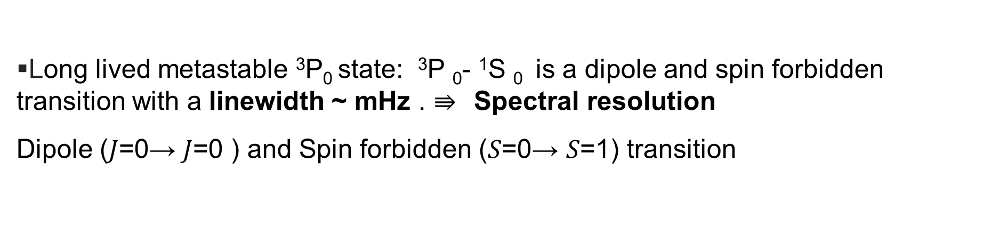 ▪Long lived metastable ³P₀ state: ³P ₀- ¹S ₀ is a dipole and spin forbidden
transition with a linewidth ~ mHz . ⇛ Spectral resolution
Dipole (J=0→ J=0 ) and Spin forbidden (S=0→ S=1) transition